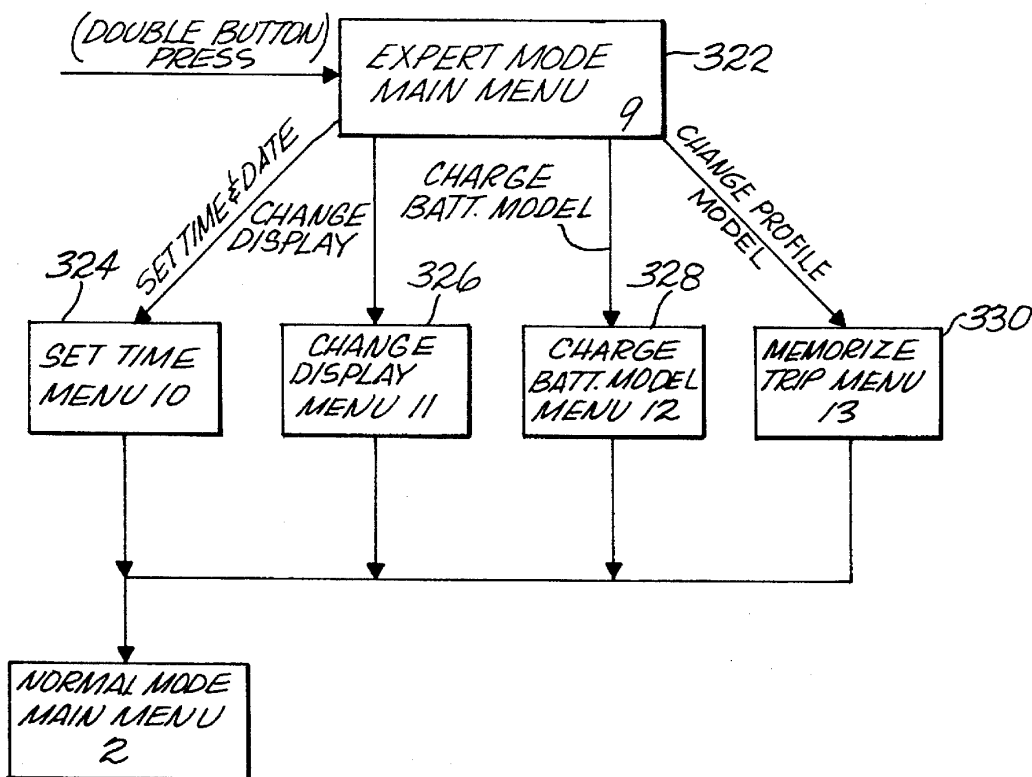 (DOUBLE BUTTON)
PRESS
EXPERT MODE
MAIN MENU
9
322
SET TIME & DATE
CHANGE
DISPLAY
CHARGE
BATT. MODEL
CHANGE PROFILE
MODEL
324
SET TIME
MENU 10
326
CHANGE
DISPLAY
MENU 11
328
CHARGE
BATT. MODEL
MENU 12
330
MEMORIZE
TRIP MENU
13
NORMAL MODE
MAIN MENU
2